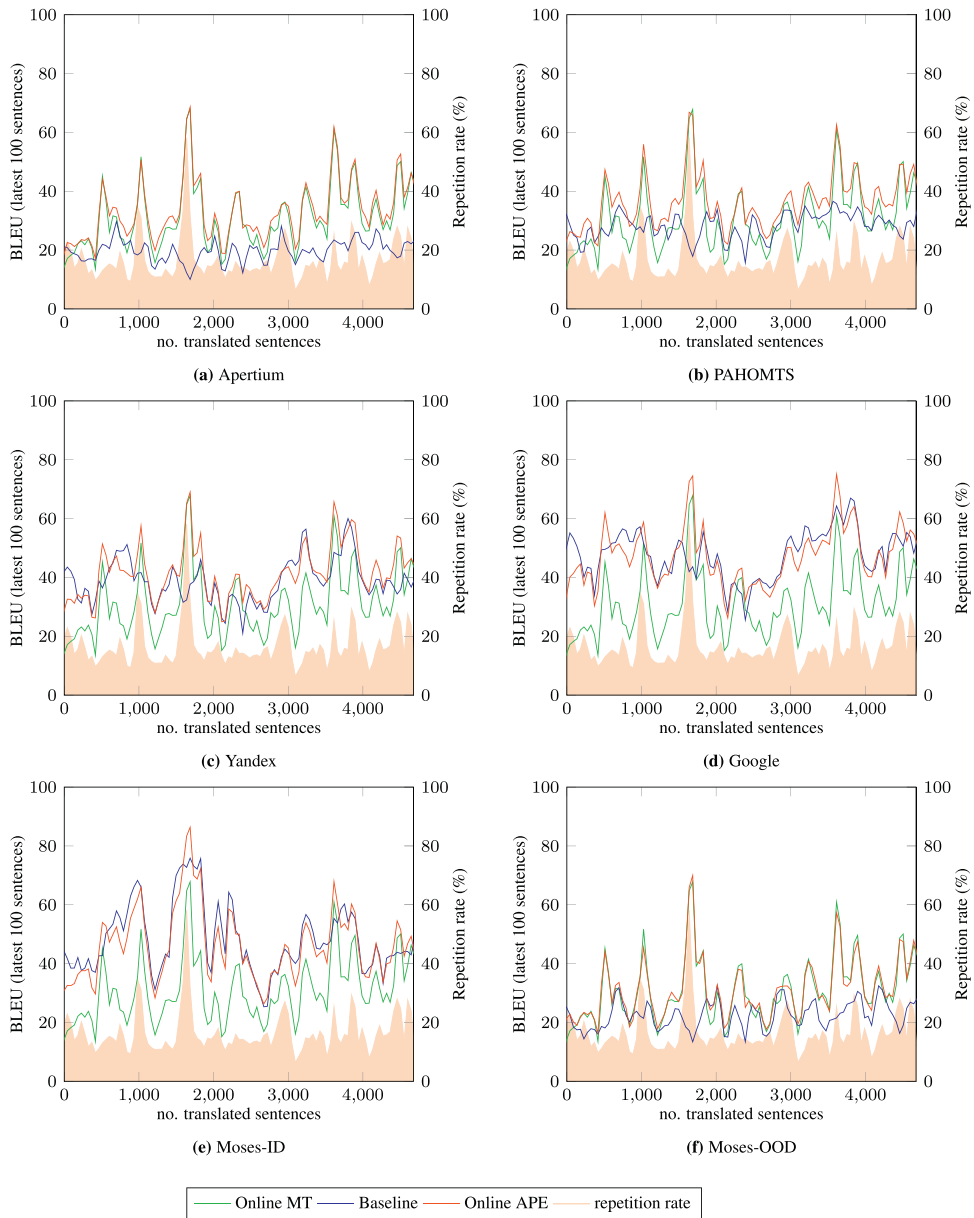 100
80
60
40
20
0
BLEU (latest 100 sentences)
100
80
60
40
20
0
Repetition rate (%)
0 1,000 2,000 3,000 4,000
no. translated sentences
(a) Apertium
100
80
60
40
20
0
BLEU (latest 100 sentences)
100
80
60
40
20
0
Repetition rate (%)
0 1,000 2,000 3,000 4,000
no. translated sentences
(b) PAHOMTS
100
80
60
40
20
0
BLEU (latest 100 sentences)
100
80
60
40
20
0
Repetition rate (%)
0 1,000 2,000 3,000 4,000
no. translated sentences
(c) Yandex
100
80
60
40
20
0
BLEU (latest 100 sentences)
100
80
60
40
20
0
Repetition rate (%)
0 1,000 2,000 3,000 4,000
no. translated sentences
(d) Google
100
80
60
40
20
0
BLEU (latest 100 sentences)
100
80
60
40
20
0
Repetition rate (%)
0 1,000 2,000 3,000 4,000
no. translated sentences
(e) Moses-ID
100
80
60
40
20
0
BLEU (latest 100 sentences)
100
80
60
40
20
0
Repetition rate (%)
0 1,000 2,000 3,000 4,000
no. translated sentences
(f) Moses-OOD
Online MT Baseline Online APE repetition rate